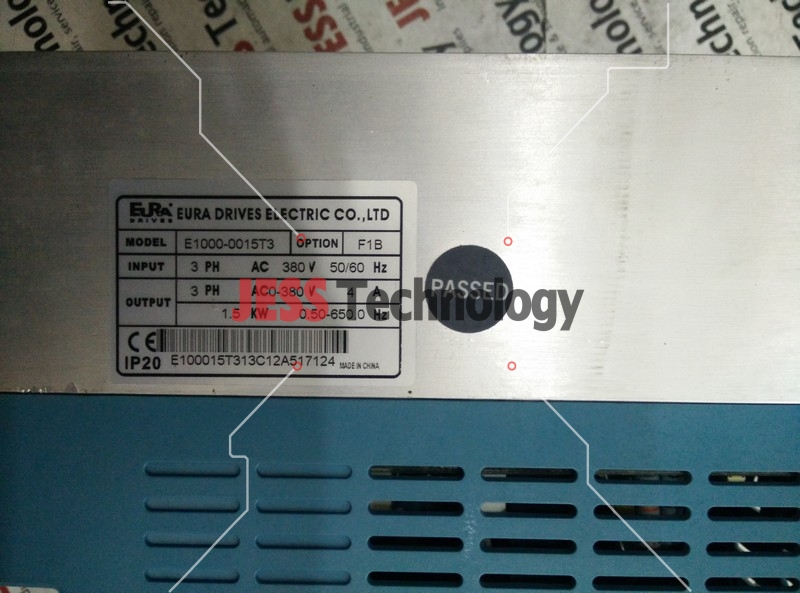 EURA DRIVES EURA DRIVES ELECTRIC CO.,LTD
MODEL E1000-0015T3 OPTION F1B
INPUT 3 PH AC 380 V 50/60 Hz
OUTPUT 3 PH AC0-380 V 4 A
1.5 KW 0.50-650.0 Hz
CE
IP20 E100015T313C12A517124 MADE IN CHINA
PASSED
JESS Technology